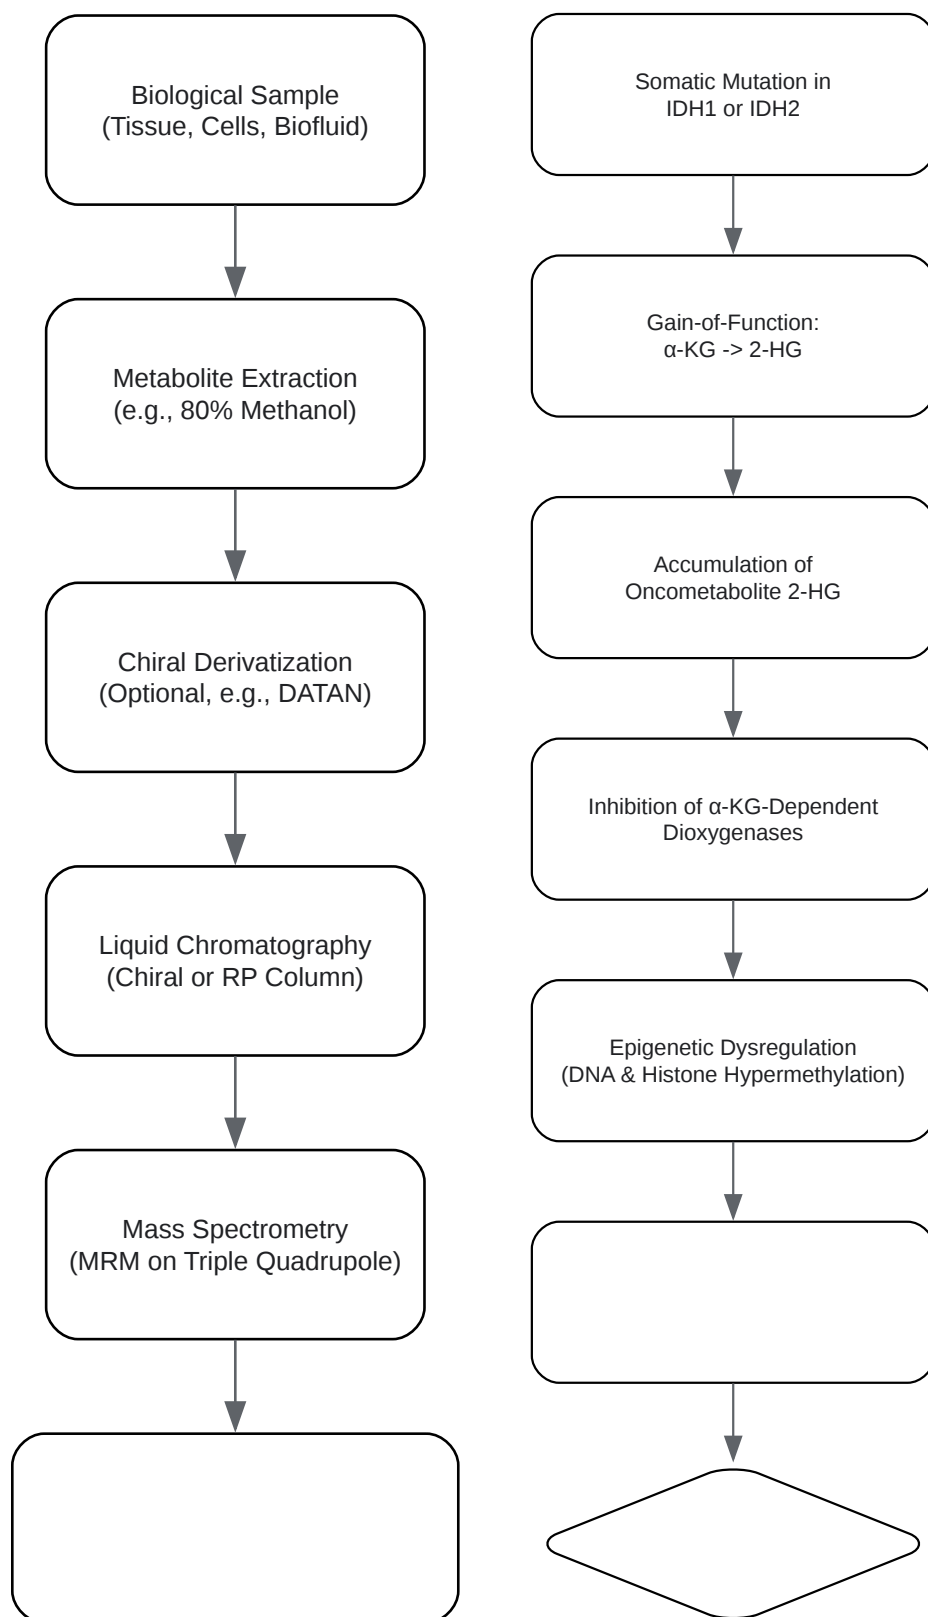 Biological Sample
(Tissue, Cells, Biofluid)
Metabolite Extraction
(e.g., 80% Methanol)
Chiral Derivatization
(Optional, e.g., DATAN)
Liquid Chromatography
(Chiral or RP Column)
Mass Spectrometry
(MRM on Triple Quadrupole)
Somatic Mutation in
IDH1 or IDH2
Gain-of-Function:
α-KG -> 2-HG
Accumulation of
Oncometabolite 2-HG
Inhibition of α-KG-Dependent
Dioxygenases
Epigenetic Dysregulation
(DNA & Histone Hypermethylation)